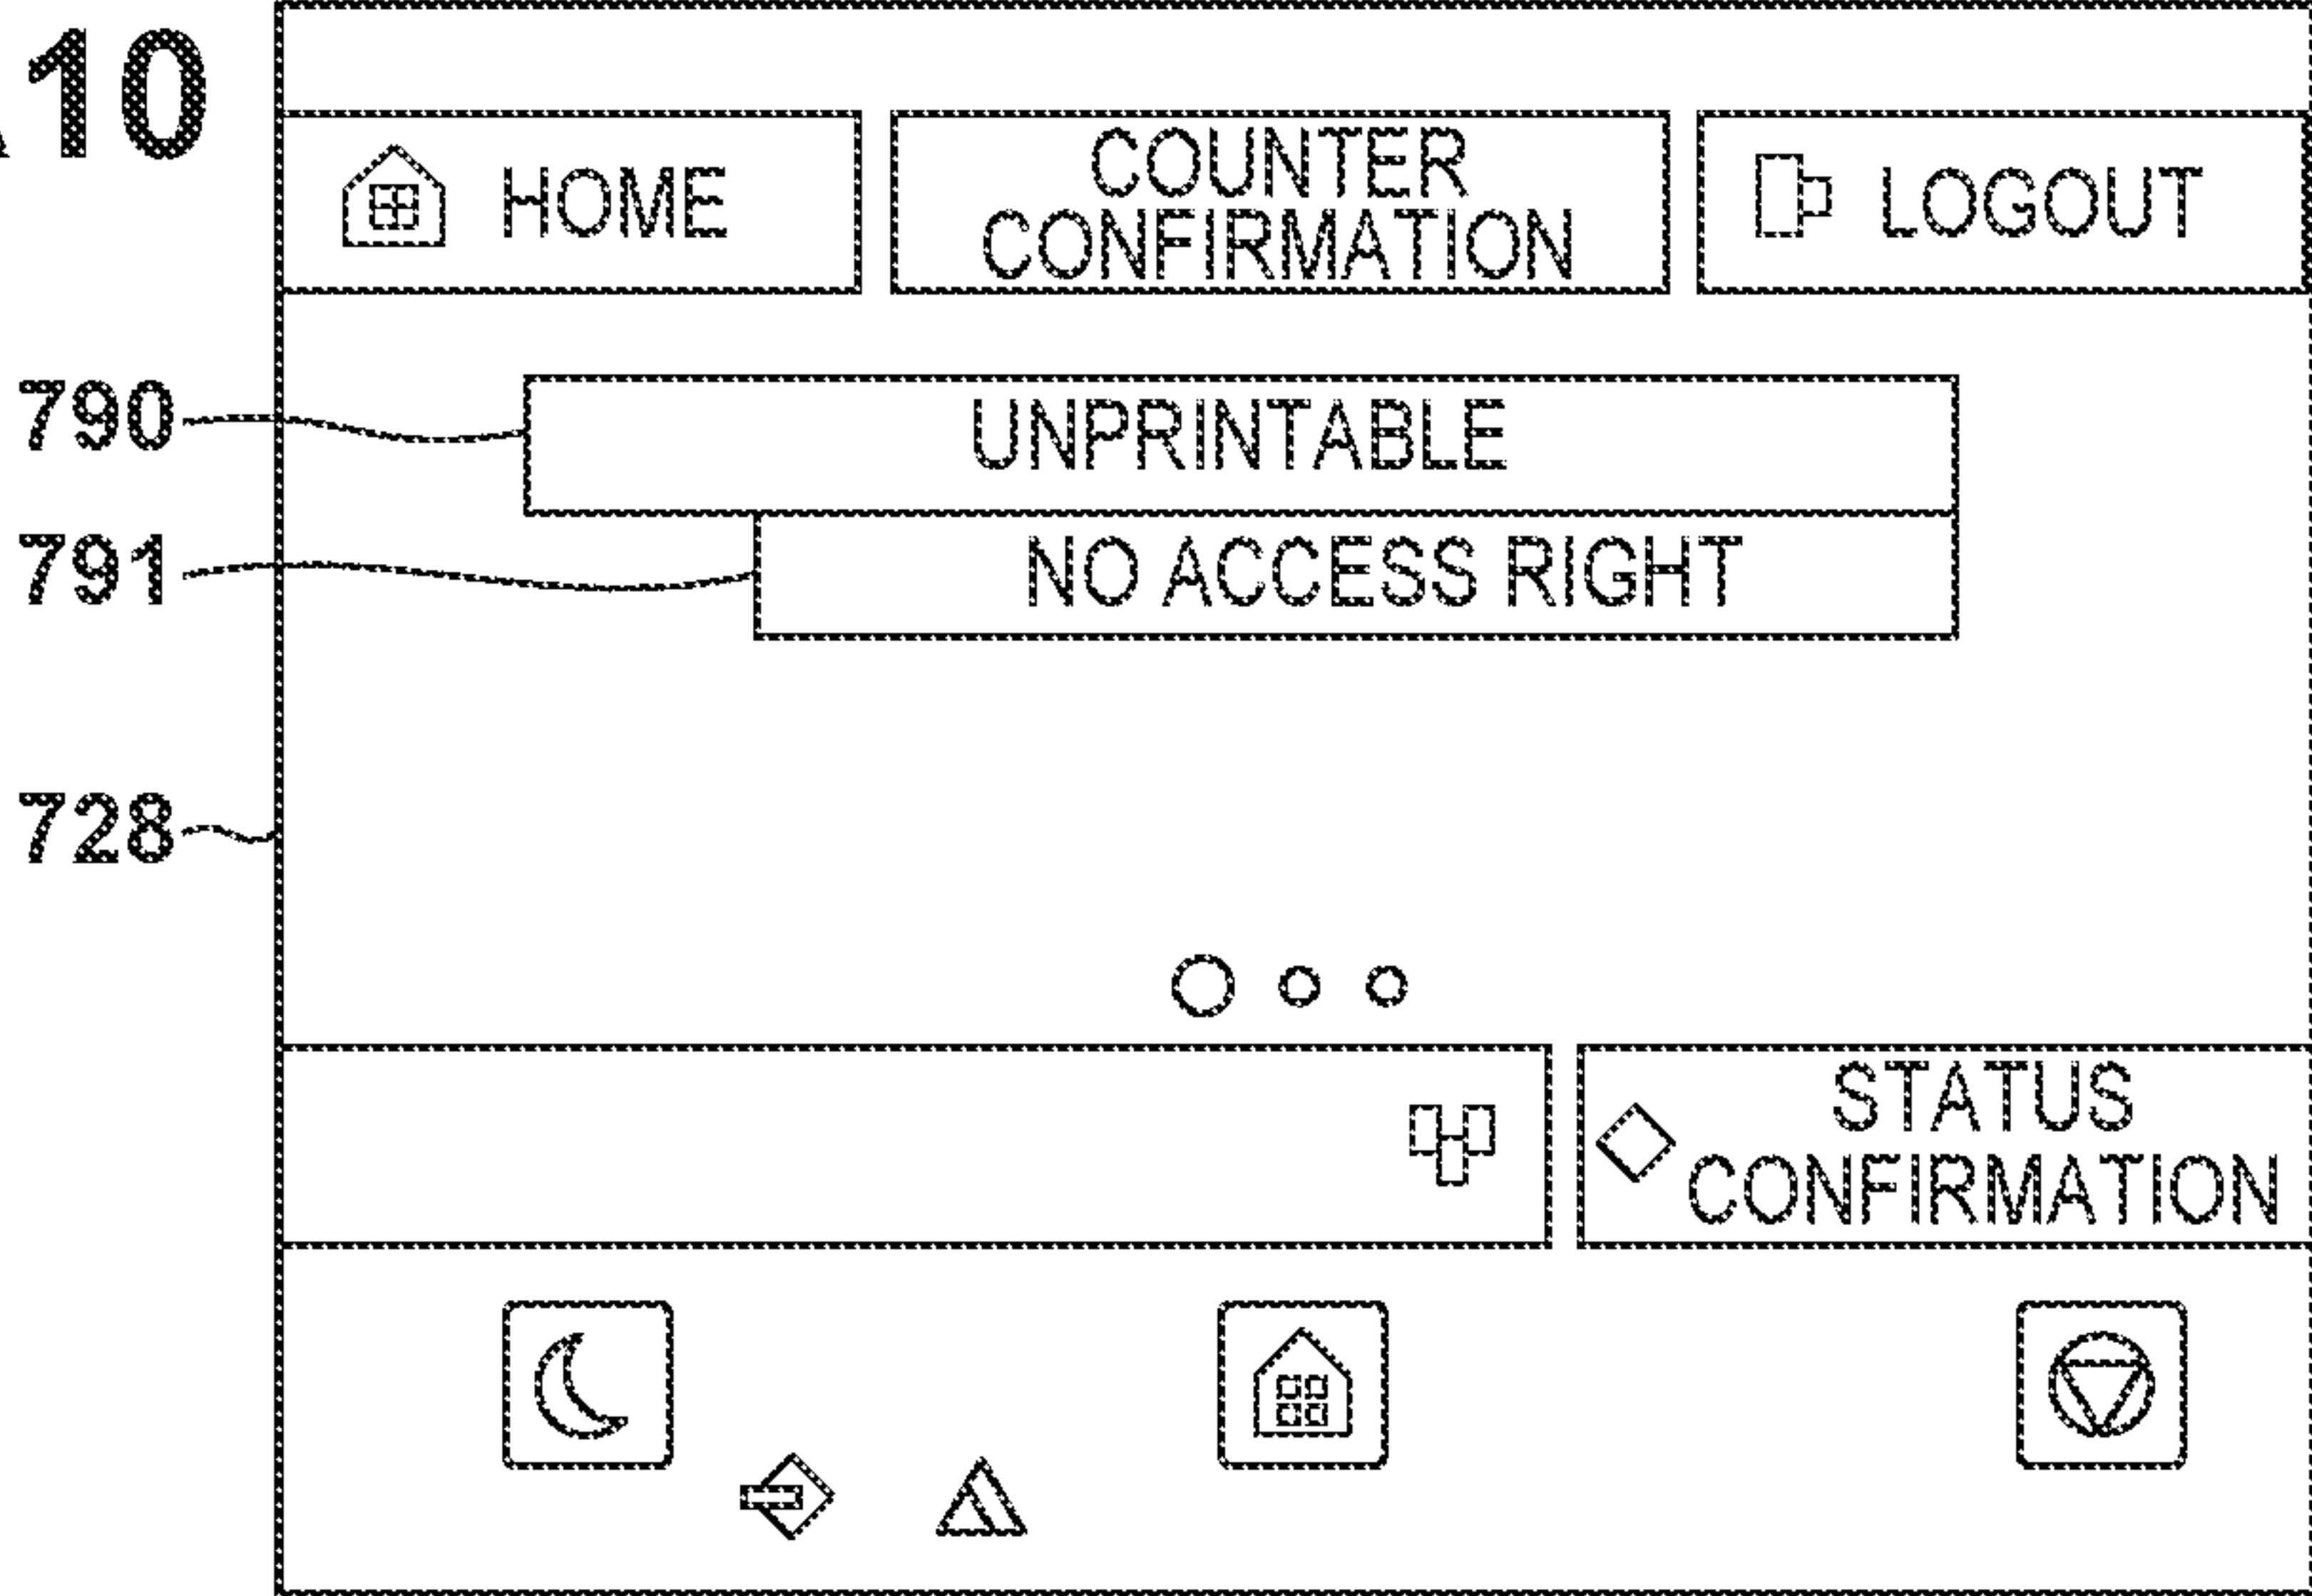 10
HOME
COUNTER
CONFIRMATION
LOGOUT
790
UNPRINTABLE
791
NO ACCESS RIGHT
728
STATUS
CONFIRMATION